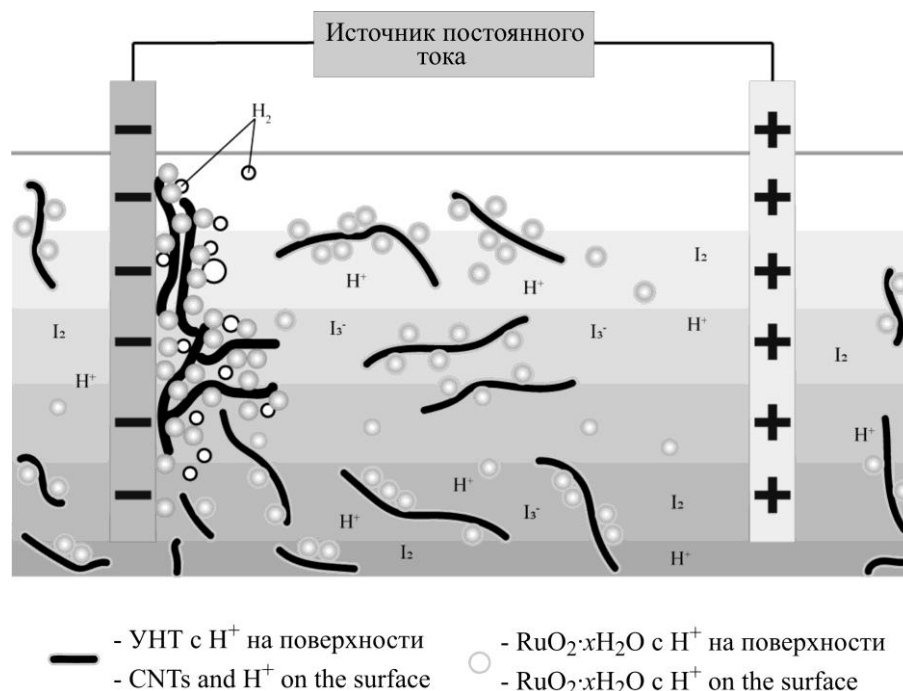 Источник постоянного
тока
H₂
I₂
H⁺
H⁺
I₂
I₃⁻
I₃⁻
H⁺
I₂
H⁺
H⁺
H⁺
I₃⁻
I₂
H⁺
I₂
H⁺
- УНТ с H⁺ на поверхности
- CNTs and H⁺ on the surface
- RuO₂·xH₂O с H⁺ на поверхности
- RuO₂·xH₂O с H⁺ on the surface